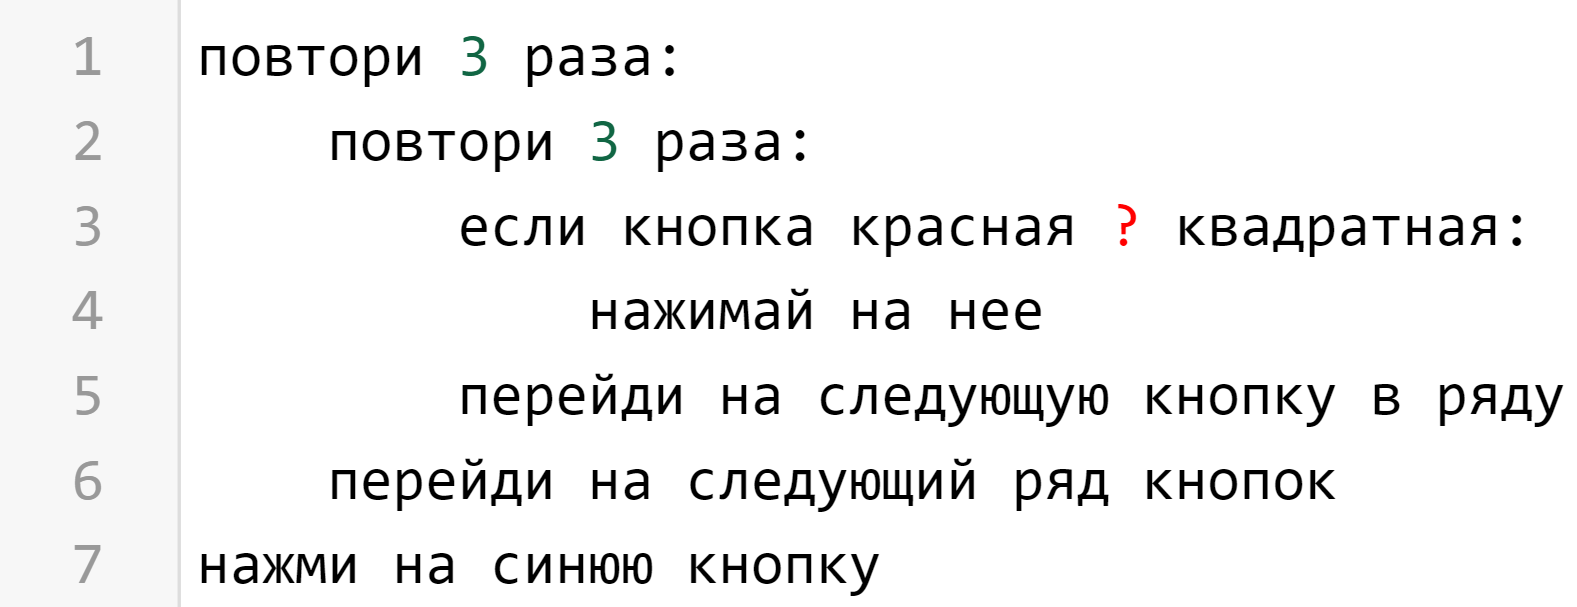 1 повтори 3 раза:
2 повтори 3 раза:
3 если кнопка красная ? квадратная:
4 нажимай на нее
5 перейди на следующую кнопку в ряду
6 перейди на следующий ряд кнопок
7 нажми на синюю кнопку